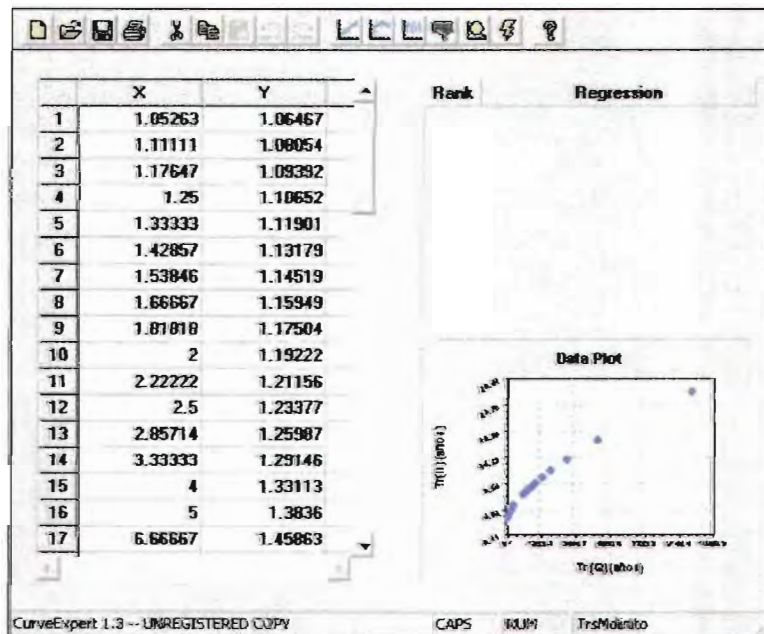 X Y
1 1.05263 1.06467
2 1.11111 1.08054
3 1.17647 1.09392
4 1.25 1.10652
5 1.33333 1.11901
6 1.42857 1.13179
7 1.53846 1.14519
8 1.66667 1.15949
9 1.81818 1.17504
10 2 1.19222
11 2.22222 1.21156
12 2.5 1.23377
13 2.85714 1.25987
14 3.33333 1.29146
15 4 1.33113
16 5 1.3836
17 6.66667 1.45863
Rank Regression
Data Plot
CurveExpert 1.3 -- UNREGISTERED COPY CAPS NUM